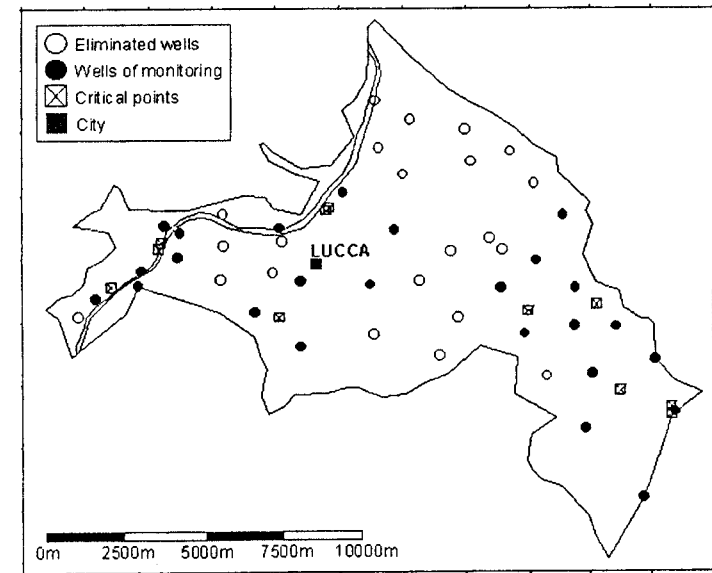 Eliminated wells
Wells of monitoring
Critical points
City
LUCCA
0m 2500m 5000m 7500m 10000m